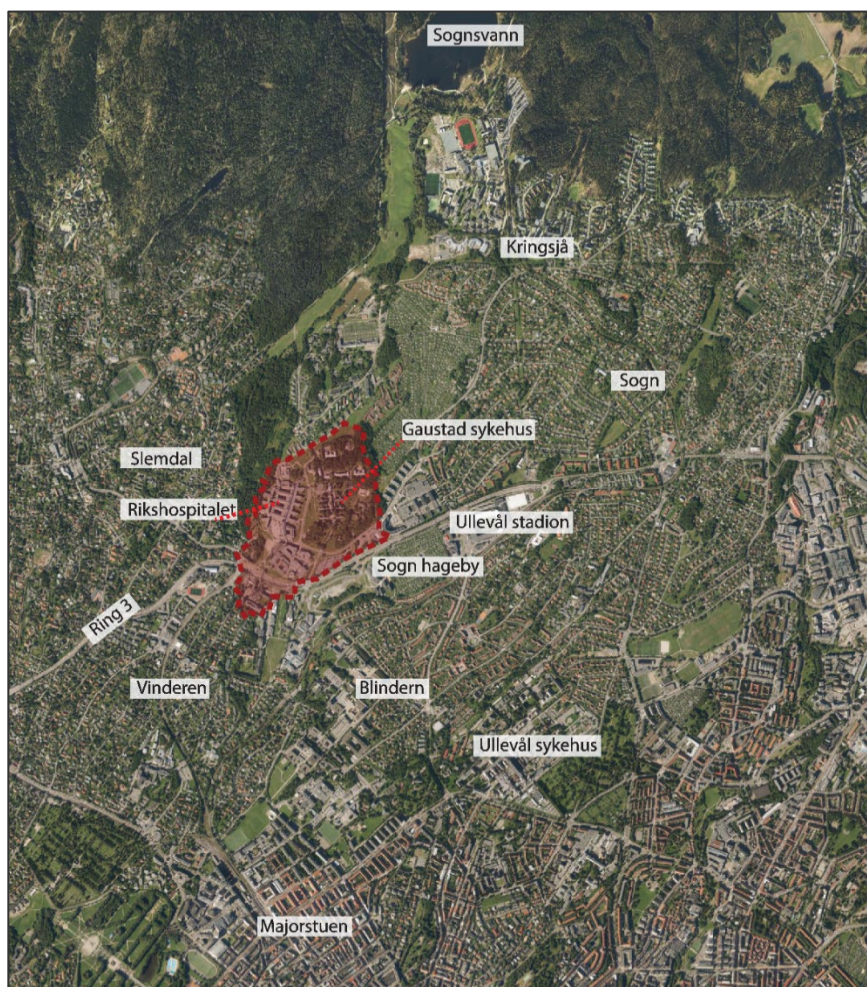 Sognsvann
Kringsjå
Sogn
Gaustad sykehus
Slemdal
Rikshospitalet
Ullevål stadion
Sogn hageby
Ring 3
Vinderen
Blindern
Ullevål sykehus
Majorstuen